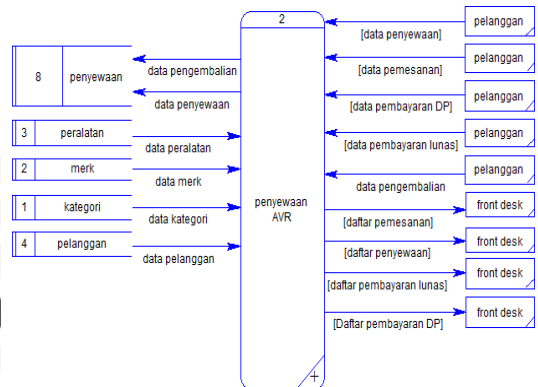 2
penyewaan
AVR
+
8 penyewaan
3 peralatan
2 merk
1 kategori
4 pelanggan
data pengembalian
data penyewaan
data peralatan
data merk
data kategori
data pelanggan
pelanggan
[data penyewaan]
pelanggan
[data pemesanan]
pelanggan
[data pembayaran DP]
pelanggan
[data pembayaran lunas]
pelanggan
data pengembalian
front desk
[daftar pemesanan]
front desk
[daftar penyewaan]
front desk
[daftar pembayaran lunas]
front desk
[Daftar pembayaran DP]